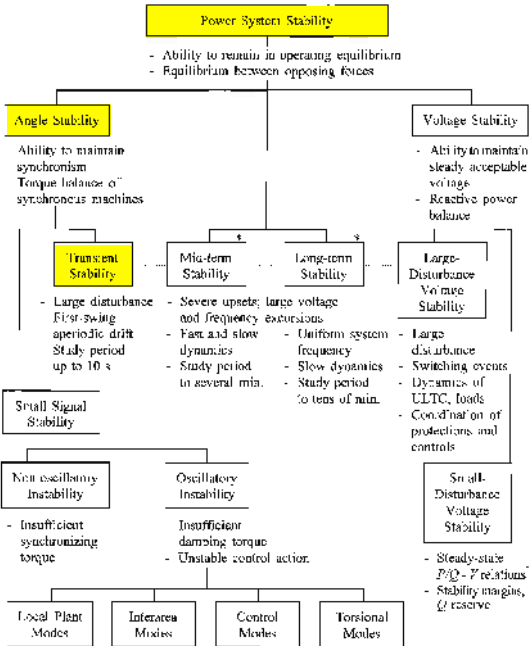 Power System Stability
- Ability to remain in operating equilibrium
- Equilibrium between opposing forces
Angle Stability
Voltage Stability
Ability to maintain
synchronism
Torque balance of
synchronous machines
- Ability to maintain
steady acceptable
voltage
- Reactive power
balance
Transient
Stability
*
Mid-term
Stability
*
Long-term
Stability
Large-
Disturbance
Voltage
Stability
- Large disturbance
First-swing
aperiodic drift
Study period
up to 10 s
- Severe upsets; large voltage
and frequency excursions
- Fast and slow
dynamics
- Study period
to several min.
- Uniform system
frequency
- Slow dynamics
- Study period
to tens of min.
- Large
disturbance
- Switching events
- Dynamics of
ULTC, loads
- Coordination of
protections and
controls
Small Signal
Stability
Non-oscillatory
Instability
Oscillatory
Instability
Small-
Disturbance
Voltage
Stability
- Insufficient
synchronizing
torque
Insufficient
damping torque
- Unstable control action
- Steady-state
P/Q - V relations
- Stability margins,
Q reserve
Local Plant
Modes
Interarea
Modes
Control
Modes
Torsional
Modes